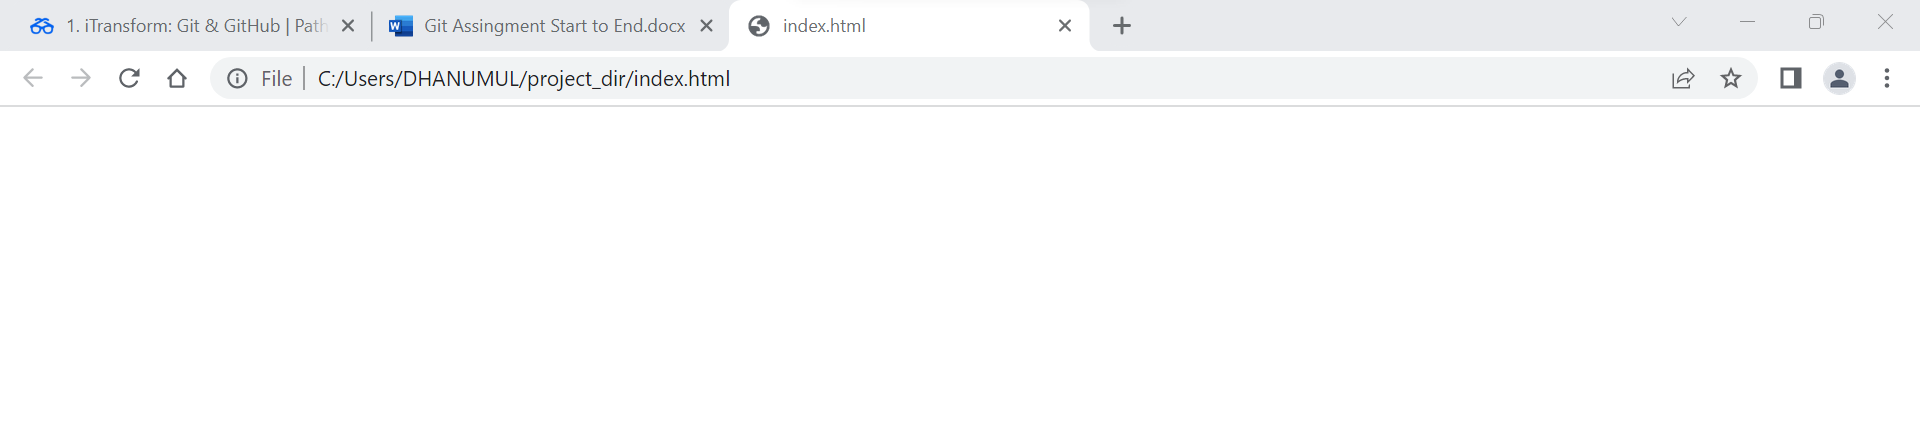 1. iTransform: Git & GitHub | Path
Git Assingment Start to End.docx
index.html
File
C:/Users/DHANUMUL/project_dir/index.html